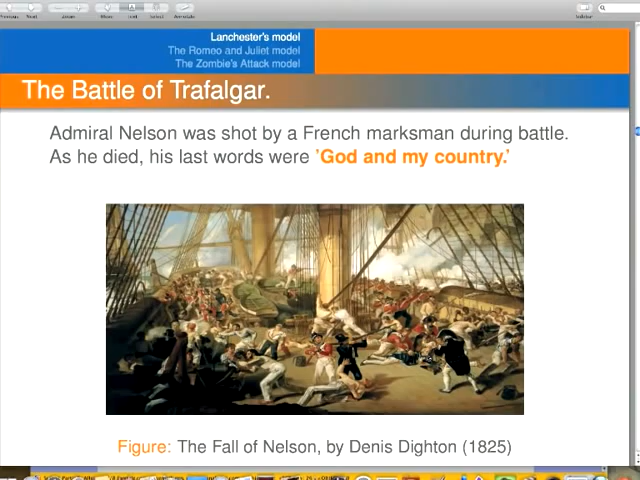 Lanchester's model
The Romeo and Juliet model
The Zombie's Attack model
The Battle of Trafalgar.
Admiral Nelson was shot by a French marksman during battle.
As he died, his last words were 'God and my country.'
Figure: The Fall of Nelson, by Denis Dighton (1825)